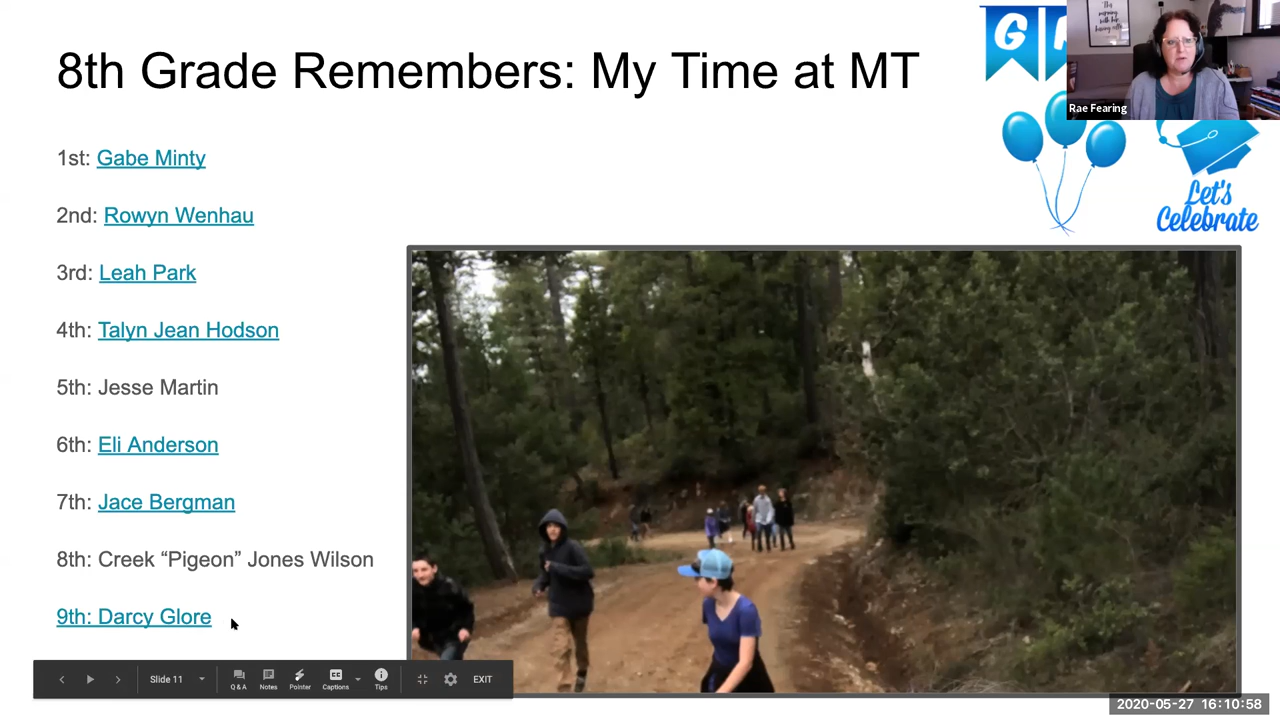 8th Grade Remembers: My Time at MT
G
Rae Fearing
Let's
Celebrate
1st: Gabe Minty
2nd: Rowyn Wenhau
3rd: Leah Park
4th: Talyn Jean Hodson
5th: Jesse Martin
6th: Eli Anderson
7th: Jace Bergman
8th: Creek “Pigeon” Jones Wilson
9th: Darcy Glore
Slide 11
Q & A
Notes
Pointer
Captions
Tips
EXIT
2020-05-27 16:10:58